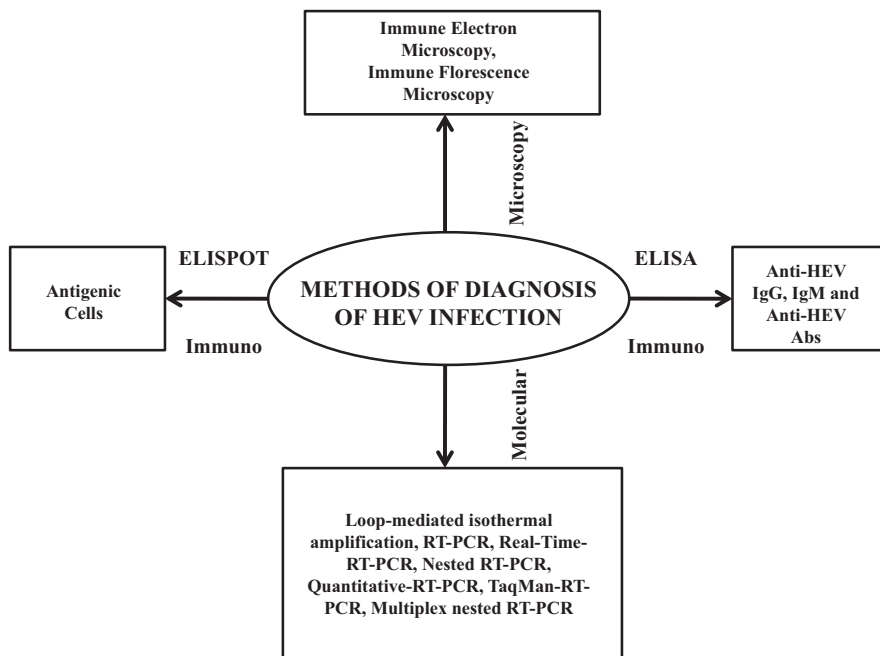 Immune Electron
Microscopy,
Immune Florescence
Microscopy
Microscopy
ELISPOT
ELISA
Antigenic
Cells
METHODS OF DIAGNOSIS
OF HEV INFECTION
Anti-HEV
IgG, IgM and
Anti-HEV
Abs
Immuno
Immuno
Molecular
Loop-mediated isothermal
amplification, RT-PCR, Real-Time-
RT-PCR, Nested RT-PCR,
Quantitative-RT-PCR, TaqMan-RT-
PCR, Multiplex nested RT-PCR